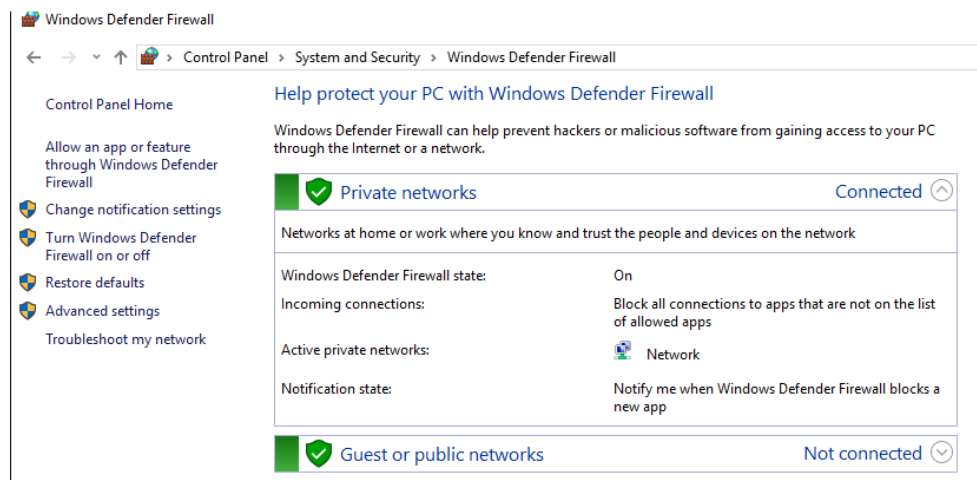 Windows Defender Firewall
Control Panel > System and Security > Windows Defender Firewall
Control Panel Home
Allow an app or feature
through Windows Defender
Firewall
Change notification settings
Turn Windows Defender
Firewall on or off
Restore defaults
Advanced settings
Troubleshoot my network
Help protect your PC with Windows Defender Firewall
Windows Defender Firewall can help prevent hackers or malicious software from gaining access to your PC
through the Internet or a network.
Private networks Connected
Networks at home or work where you know and trust the people and devices on the network
Windows Defender Firewall state: On
Incoming connections: Block all connections to apps that are not on the list
of allowed apps
Active private networks: Network
Notification state: Notify me when Windows Defender Firewall blocks a
new app
Guest or public networks Not connected